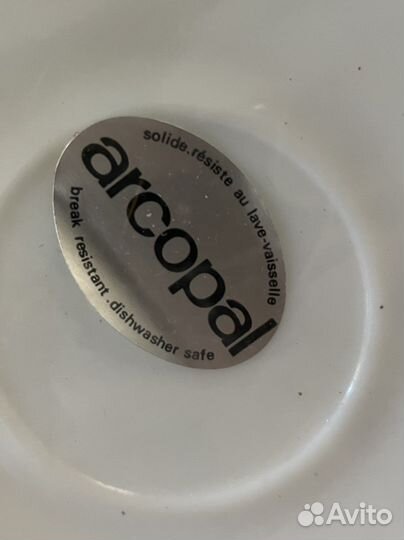 solide.résiste au lave-vaisselle
arcopal
break resistant.dishwasher safe
Avito